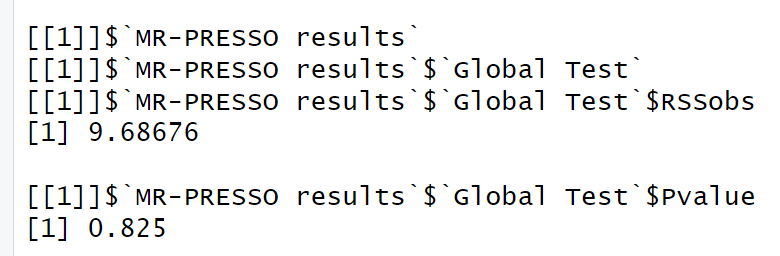 [[1]]$`MR-PRESSO results`
[[1]]$`MR-PRESSO results`$`Global Test`
[[1]]$`MR-PRESSO results`$`Global Test`$RSSobs
[1] 9.68676
[[1]]$`MR-PRESSO results`$`Global Test`$Pvalue
[1] 0.825